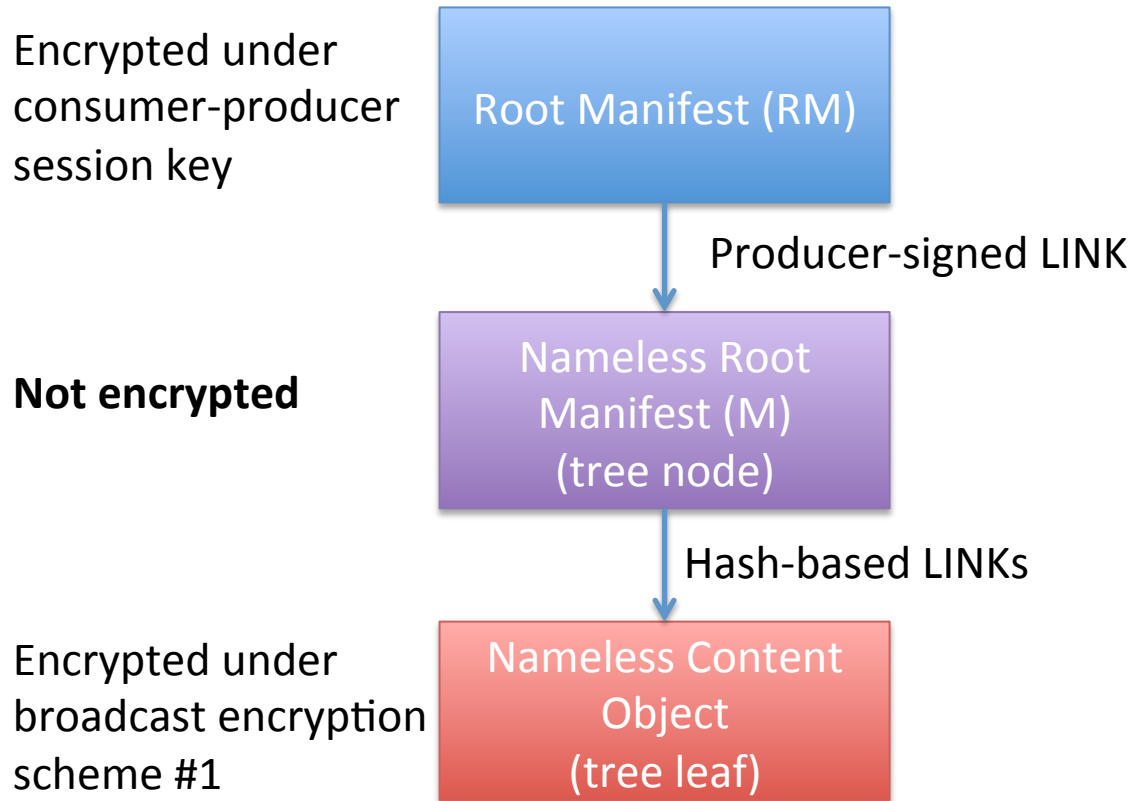 Encrypted under
consumer-producer
session key
Root Manifest (RM)
Producer-signed LINK
Not encrypted
Nameless Root
Manifest (M)
(tree node)
Hash-based LINKs
Encrypted under
broadcast encryption
scheme #1
Nameless Content
Object
(tree leaf)